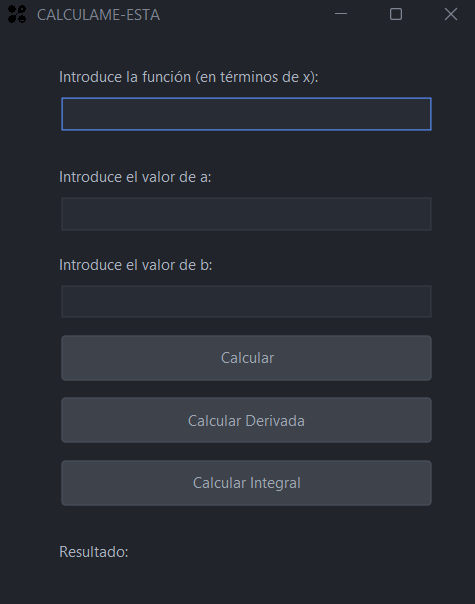 CALCULAME-ESTA
Introduce la función (en términos de x):
Introduce el valor de a:
Introduce el valor de b:
Calcular
Calcular Derivada
Calcular Integral
Resultado: